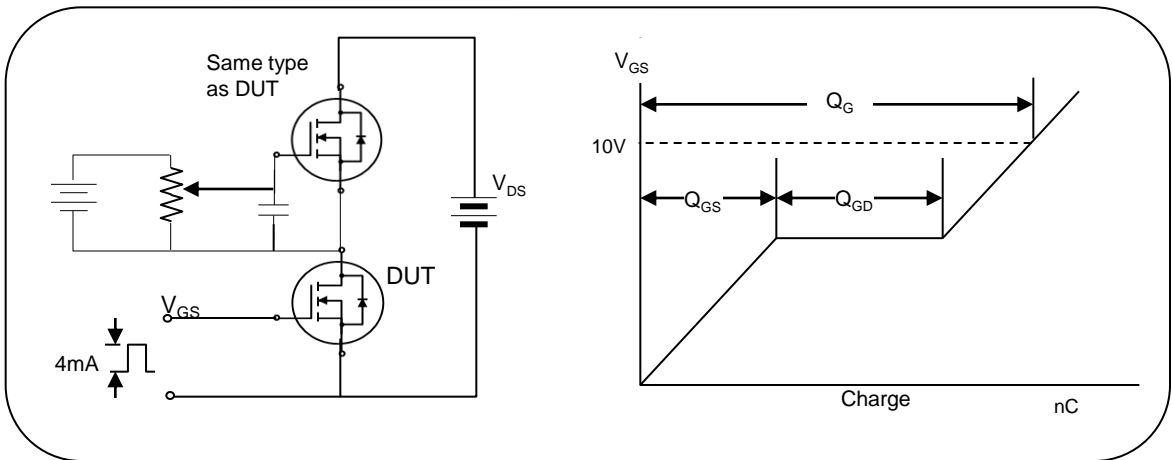 Same type
as DUT
V_DS
DUT
V_GS
4mA
V_GS
Q_G
10V
Q_GS
Q_GD
Charge
nC